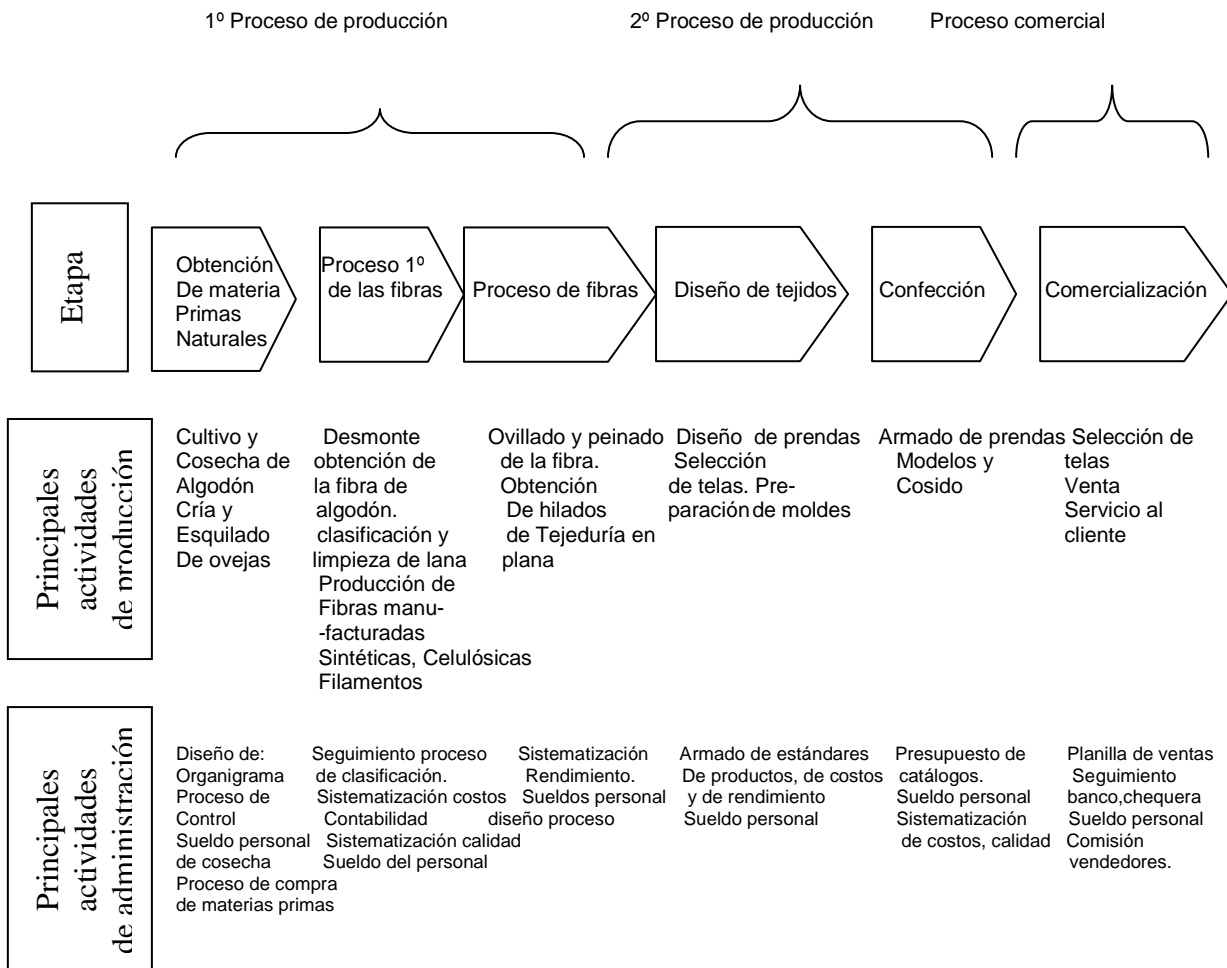 1º Proceso de producción
2º Proceso de producción
Proceso comercial
Etapa
Obtención
De materia
Primas
Naturales
Proceso 1º
de las fibras
Proceso de fibras
Diseño de tejidos
Confección
Comercialización
Principales
actividades
de producción
Cultivo y
Cosecha de
Algodón
Cría y
Esquilado
De ovejas
Desmonte
obtención de
la fibra de
algodón.
clasificación y
limpieza de lana
Producción de
Fibras manu-
-facturadas
Sintéticas, Celulósicas
Filamentos
Ovillado y peinado
de la fibra.
Obtención
De hilados
de Tejeduría en
plana
Diseño de prendas
Selección
de telas. Pre-
paración de moldes
Armado de prendas
Modelos y
Cosido
Selección de
telas
Venta
Servicio al
cliente
Principales
actividades
de administración
Diseño de:
Organigrama
Proceso de
Control
Sueldo personal
de cosecha
Proceso de compra
de materias primas
Seguimiento proceso
de clasificación.
Sistematización costos
Contabilidad
Sistematización calidad
Sueldo del personal
Sistematización
Rendimiento.
Sueldos personal
diseño proceso
Armado de estándares
De productos, de costos
y de rendimiento
Sueldo personal
Presupuesto de
catálogos.
Sueldo personal
Sistematización
de costos, calidad
Planilla de ventas
Seguimiento
banco,chequera
Sueldo personal
Comisión
vendedores.